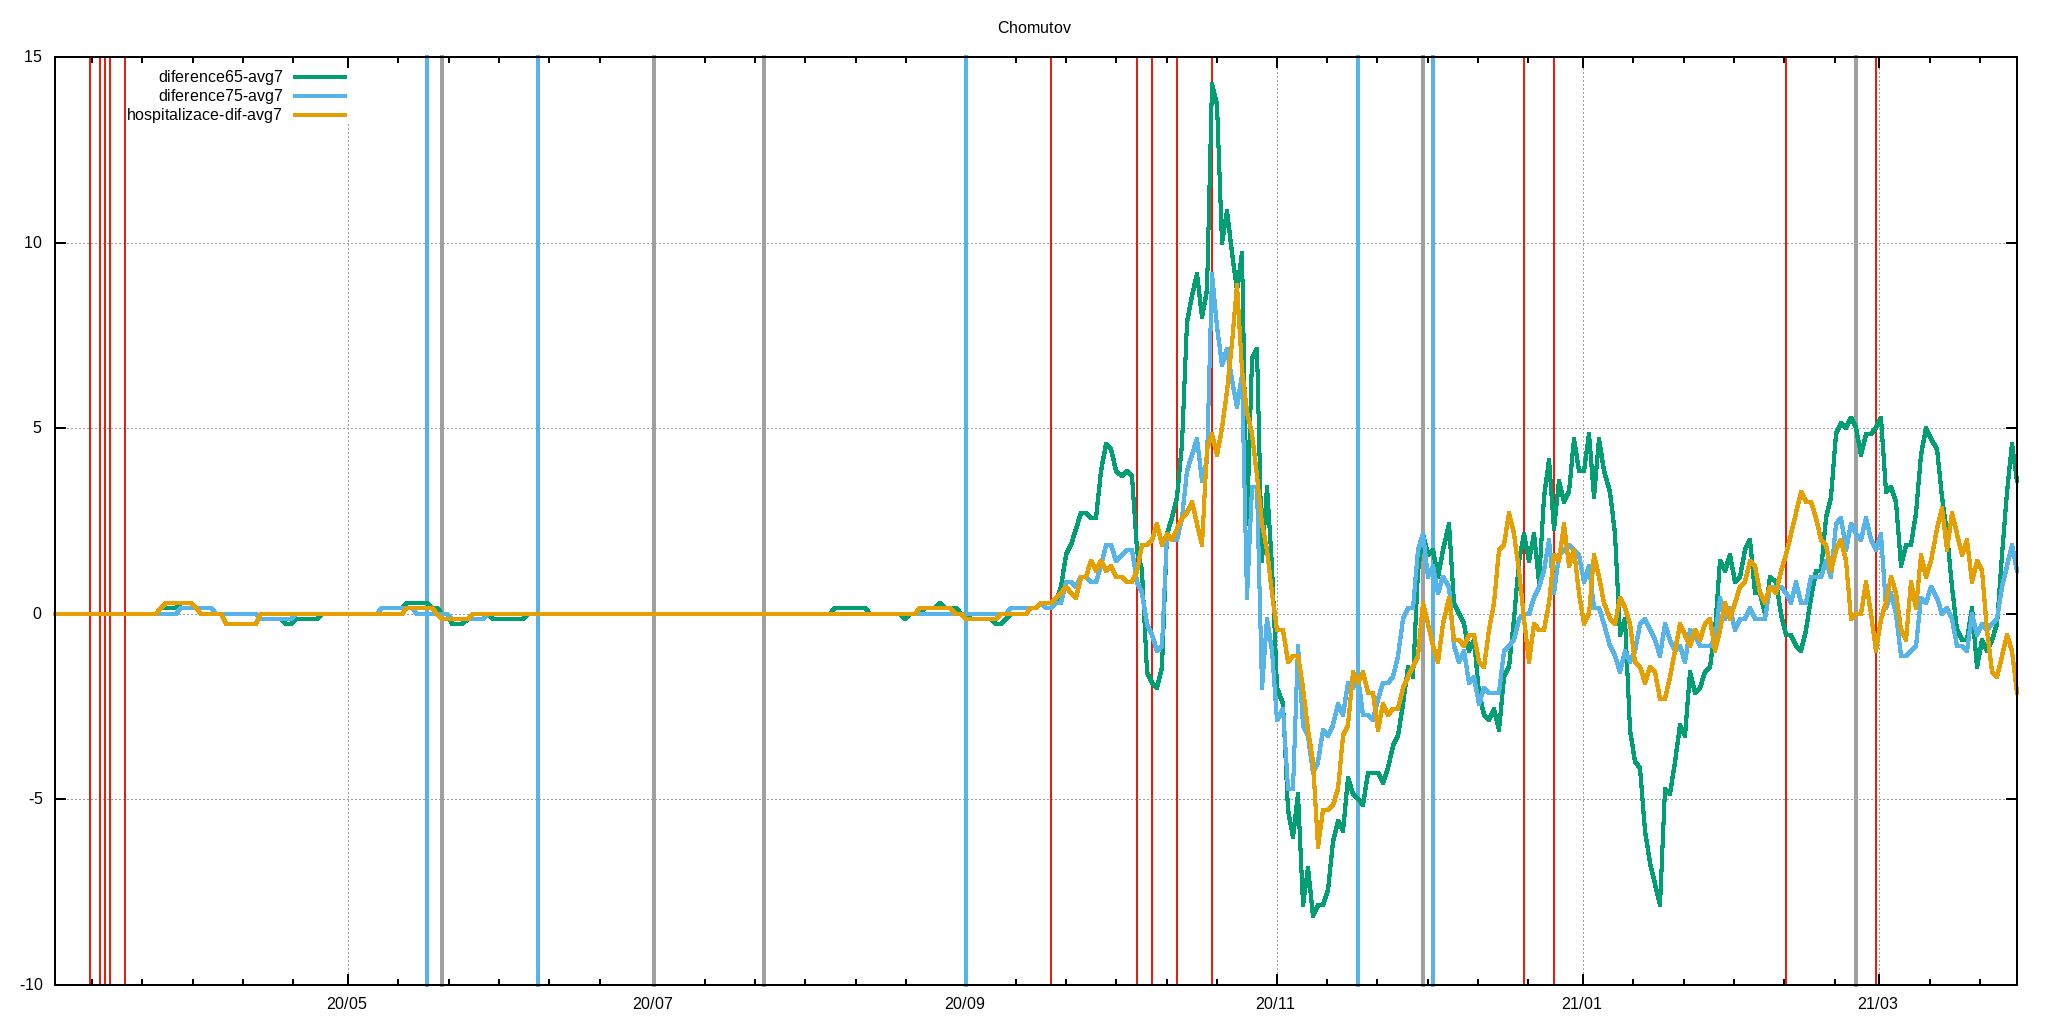 Chomutov
15
diference65-avg7
diference75-avg7
hospitalizace-dif-avg7
10
5
0
-5
-10
20/05 20/07 20/09 20/11 21/01 21/03